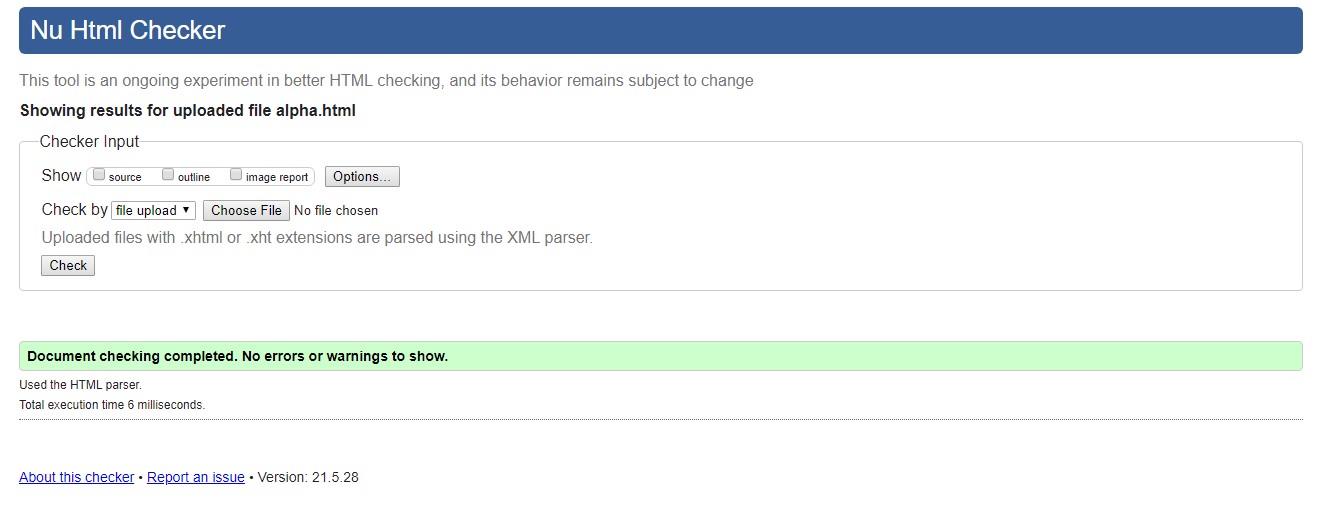 Nu Html Checker
This tool is an ongoing experiment in better HTML checking, and its behavior remains subject to change
Showing results for uploaded file alpha.html
Checker Input
Show source outline image report Options...
Check by file upload Choose File No file chosen
Uploaded files with .xhtml or .xht extensions are parsed using the XML parser.
Check
Document checking completed. No errors or warnings to show.
Used the HTML parser.
Total execution time 6 milliseconds.
About this checker • Report an issue • Version: 21.5.28